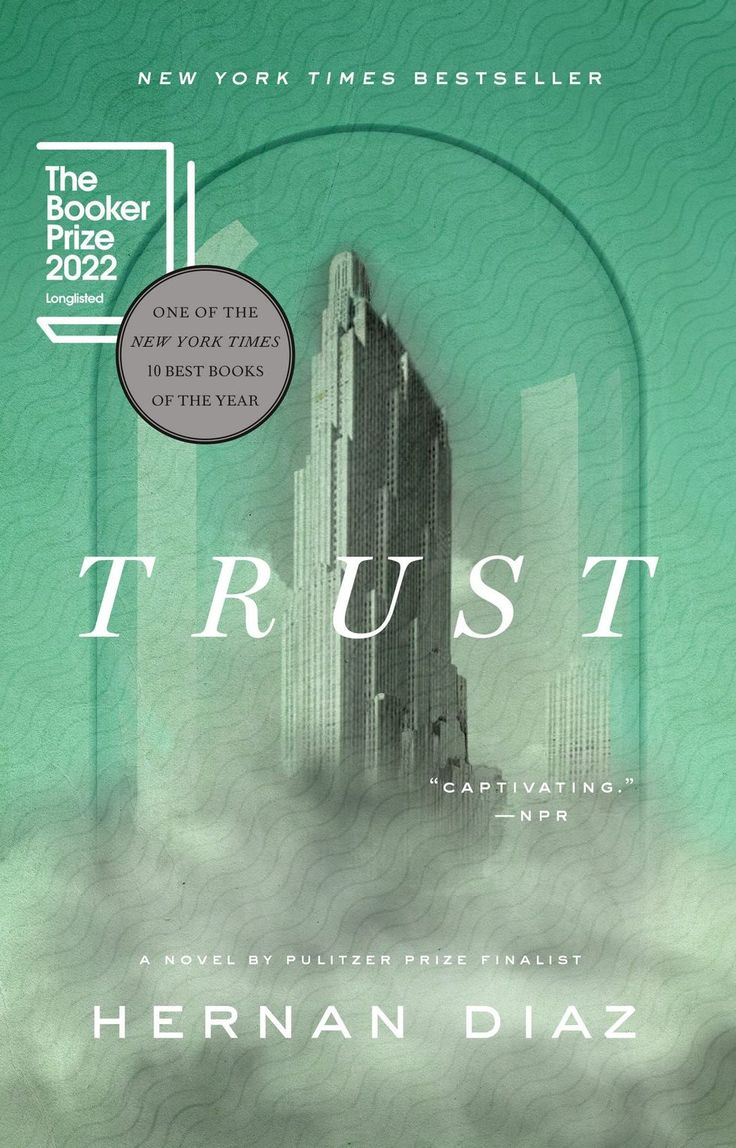 NEW YORK TIMES BESTSELLER
The
Booker
Prize
2022
Longlisted
ONE OF THE
NEW YORK TIMES
10 BEST BOOKS
OF THE YEAR
TRUST
“CAPTIVATING.”
—NPR
A NOVEL BY PULITZER PRIZE FINALIST
HERNAN DIAZ